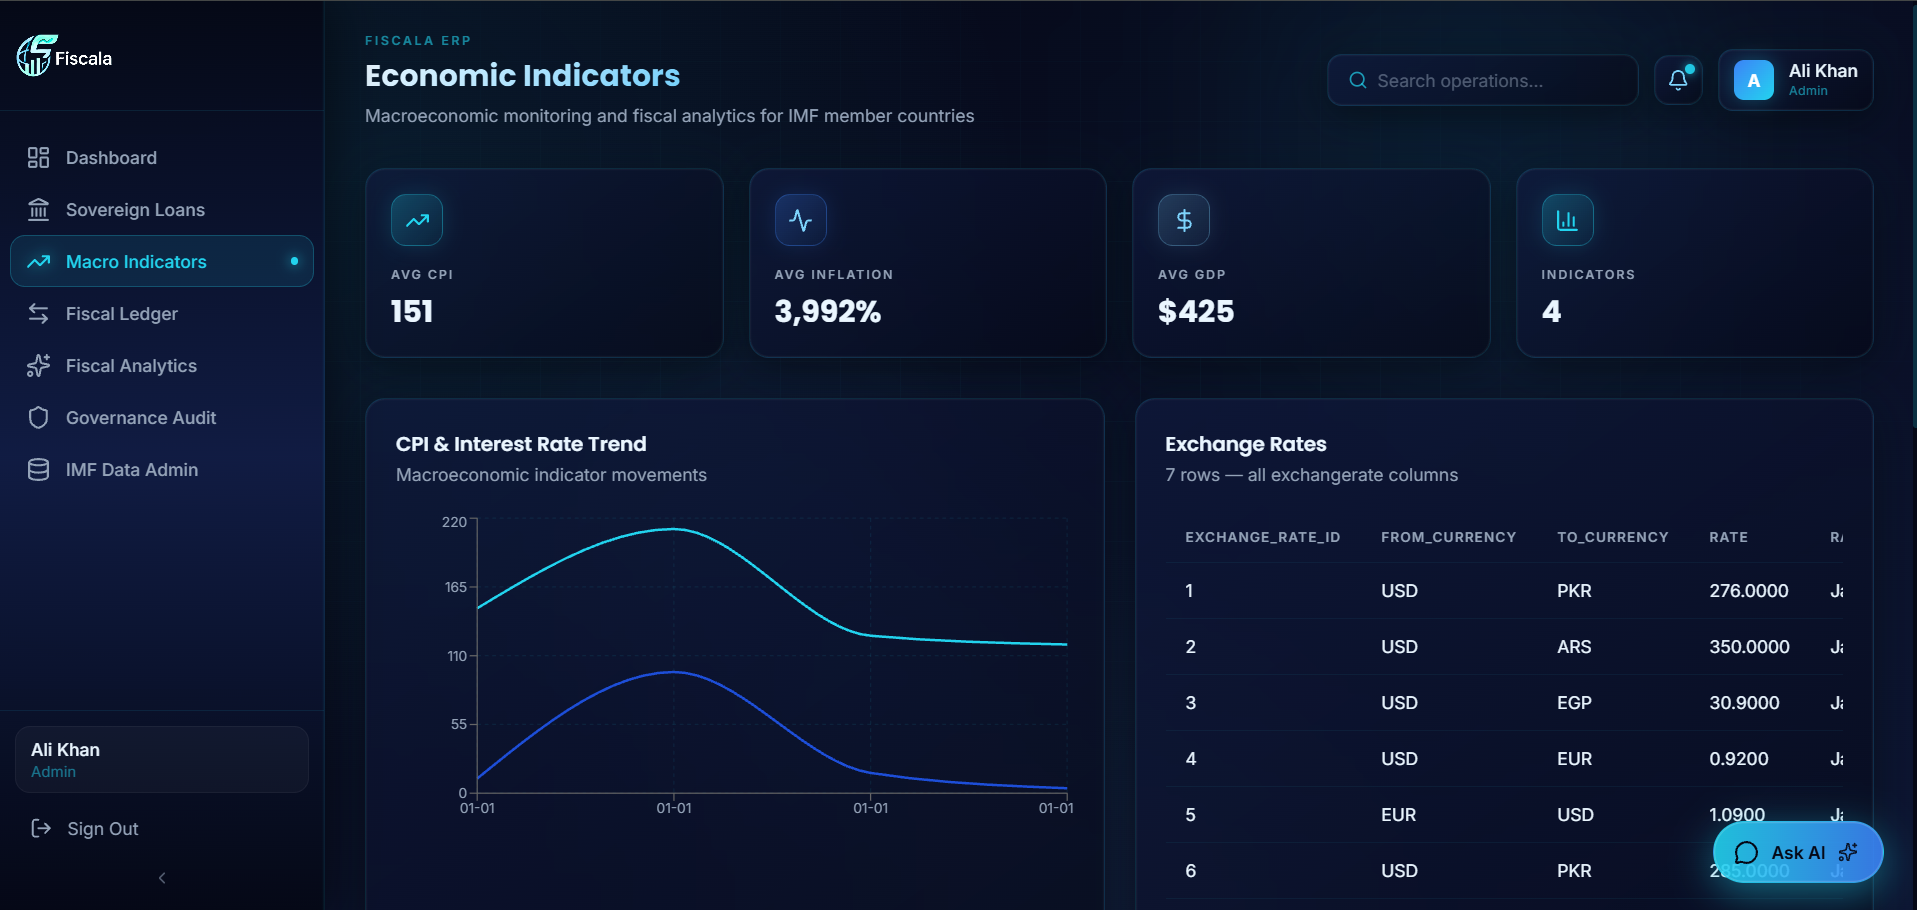 Fiscala
Dashboard
Sovereign Loans
Macro Indicators
Fiscal Ledger
Fiscal Analytics
Governance Audit
IMF Data Admin
Ali Khan
Admin
Sign Out
FISCALA ERP
Economic Indicators
Macroeconomic monitoring and fiscal analytics for IMF member countries
Search operations...
A
Ali Khan
Admin
AVG CPI
151
AVG INFLATION
3,992%
AVG GDP
$425
INDICATORS
4
CPI & Interest Rate Trend
Macroeconomic indicator movements
220
165
110
55
0
01-01 01-01 01-01 01-01
Exchange Rates
7 rows — all exchangerate columns
EXCHANGE_RATE_ID FROM_CURRENCY TO_CURRENCY RATE
1 USD PKR 276.0000
2 USD ARS 350.0000
3 USD EGP 30.9000
4 USD EUR 0.9200
5 EUR USD 1.0900
6 USD PKR 285.0000
Ask AI